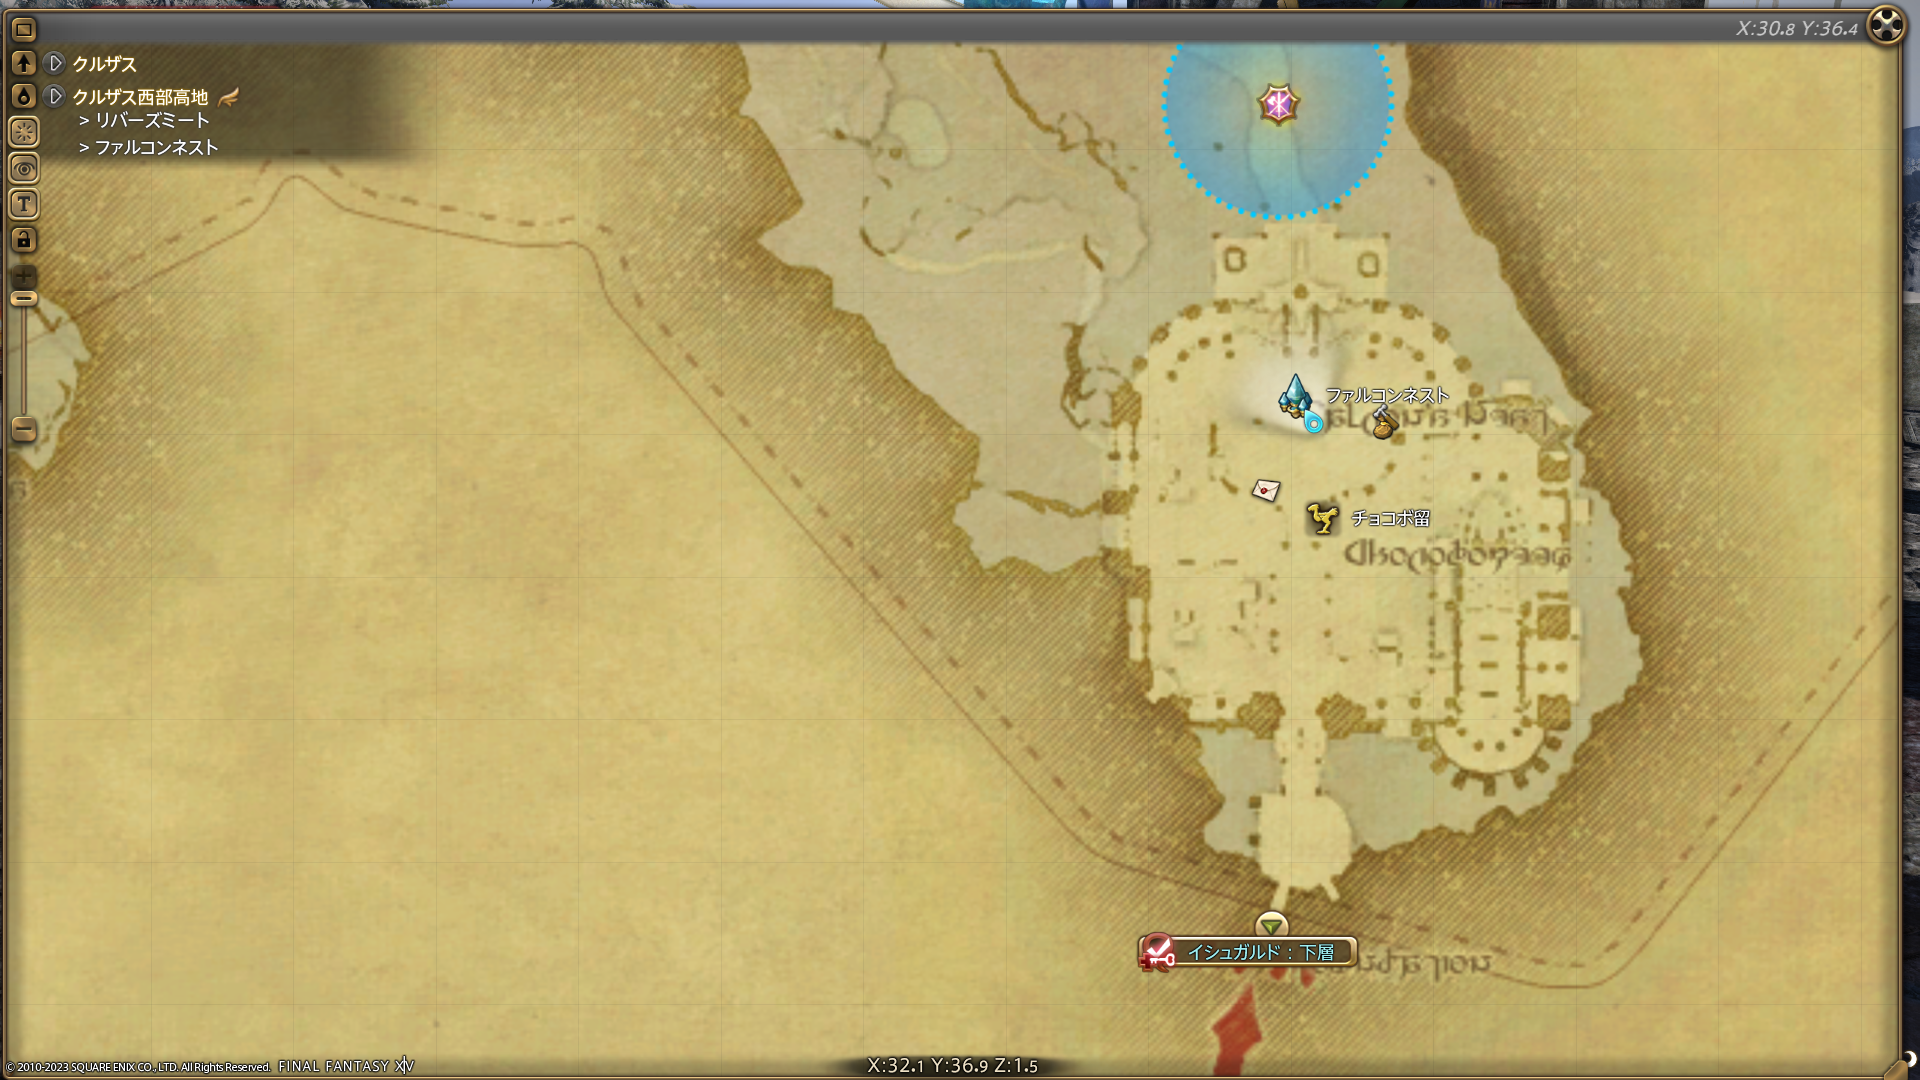 X:30.8 Y:36.4
クルザス
クルザス西部高地
> リバーズミート
> ファルコンネスト
T
ファルコンネスト
チョコボ留
イシュガルド：下層
© 2010-2023 SQUARE ENIX CO., LTD. All Rights Reserved. FINAL FANTASY XIV
X:32.1 Y:36.9 Z:1.5